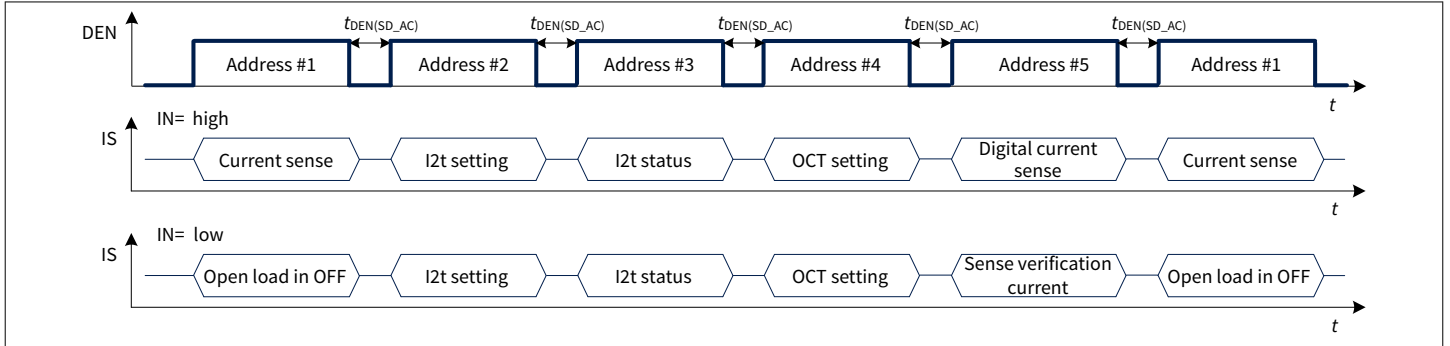 tDEN(SD_AC) tDEN(SD_AC) tDEN(SD_AC) tDEN(SD_AC) tDEN(SD_AC)
DEN
Address #1 Address #2 Address #3 Address #4 Address #5 Address #1
t
IN= high
IS
Current sense I2t setting I2t status OCT setting Digital current
sense Current sense
t
IN= low
IS
Open load in OFF I2t setting I2t status OCT setting Sense verification
current Open load in OFF
t